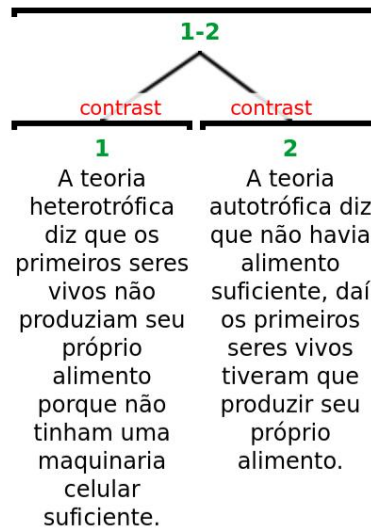 1-2
contrast contrast
1
A teoria
heterotrófica
diz que os
primeiros seres
vivos não
produziam seu
próprio
alimento
porque não
tinham uma
maquinaria
celular
suficiente.
2
A teoria
autotrófica diz
que não havia
alimento
suficiente, daí
os primeiros
seres vivos
tiveram que
produzir seu
próprio
alimento.